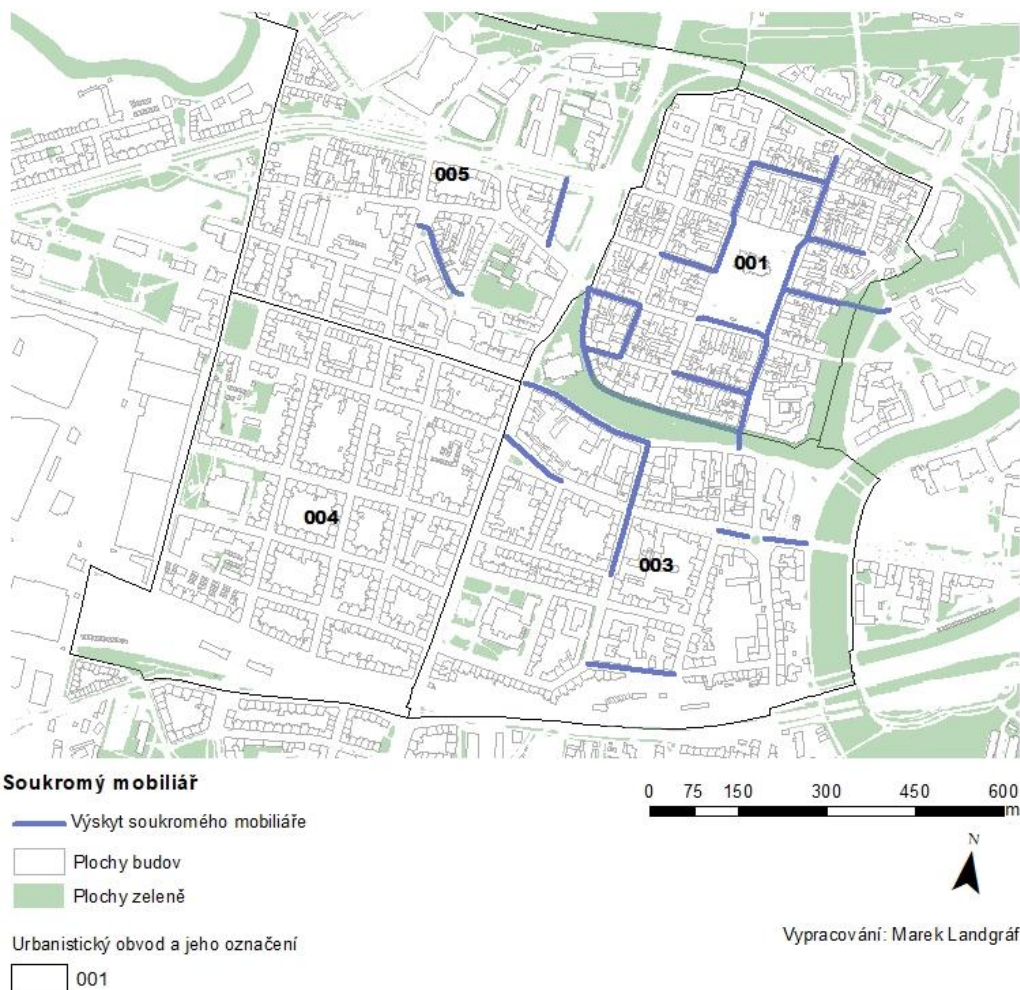 005
001
004
003
Soukromý mobiliář
Výskyt soukromého mobiliáře
Plochy budov
Plochy zeleně
Urbanistický obvod a jeho označení
001
0 75 150 300 450 600
m
N
Vypracování: Marek Landgráf